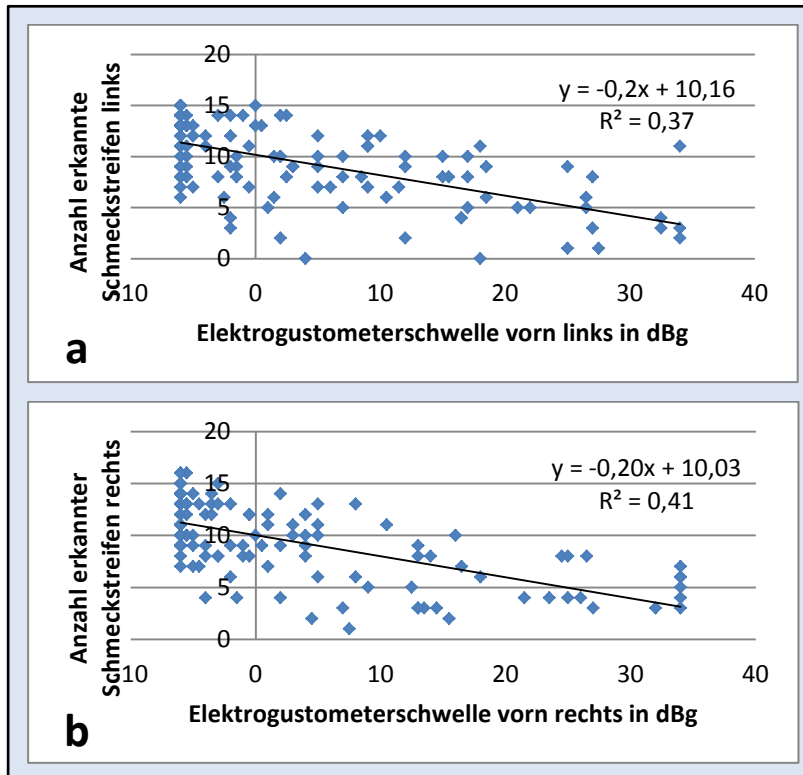 Anzahl erkannte
Schmeckstreifen links
20
15
10
5
0
y = -0,2x + 10,16
R² = 0,37
-10 0 10 20 30 40
Elektrogustometerschwelle vorn links in dBg
a
Anzahl erkannter
Schmeckstreifen rechts
20
15
10
5
0
y = -0,20x + 10,03
R² = 0,41
-10 0 10 20 30 40
Elektrogustometerschwelle vorn rechts in dBg
b